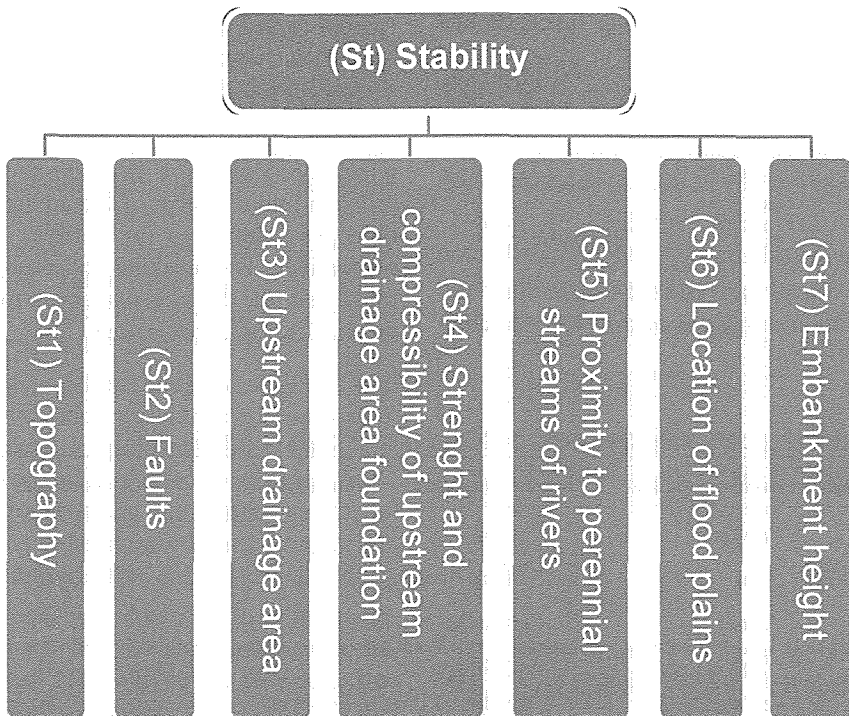 (St) Stability
(St1) Topography
(St2) Faults
(St3) Upstream drainage area
(St4) Strenght and
compressibility of upstream
drainage area foundation
(St5) Proximity to perennial
streams of rivers
(St6) Location of flood plains
(St7) Embankment height